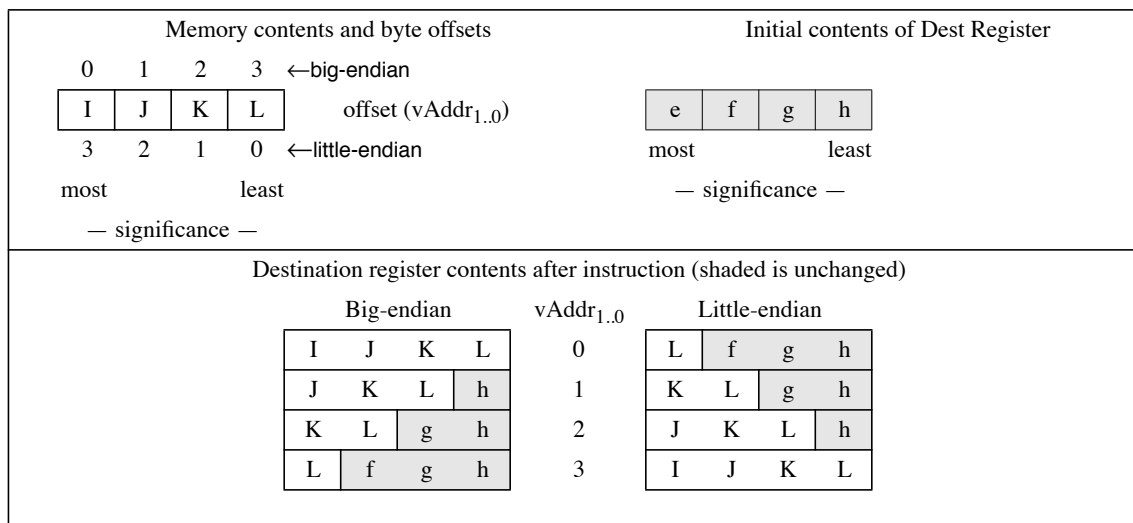 Memory contents and byte offsets
Initial contents of Dest Register
0 1 2 3 ←big-endian
I J K L offset (vAddr1..0)
e f g h
3 2 1 0 ←little-endian
most least
most least
— significance —
— significance —
Destination register contents after instruction (shaded is unchanged)
Big-endian vAddr1..0 Little-endian
I J K L 0 L f g h
J K L h 1 K L g h
K L g h 2 J K L h
L f g h 3 I J K L